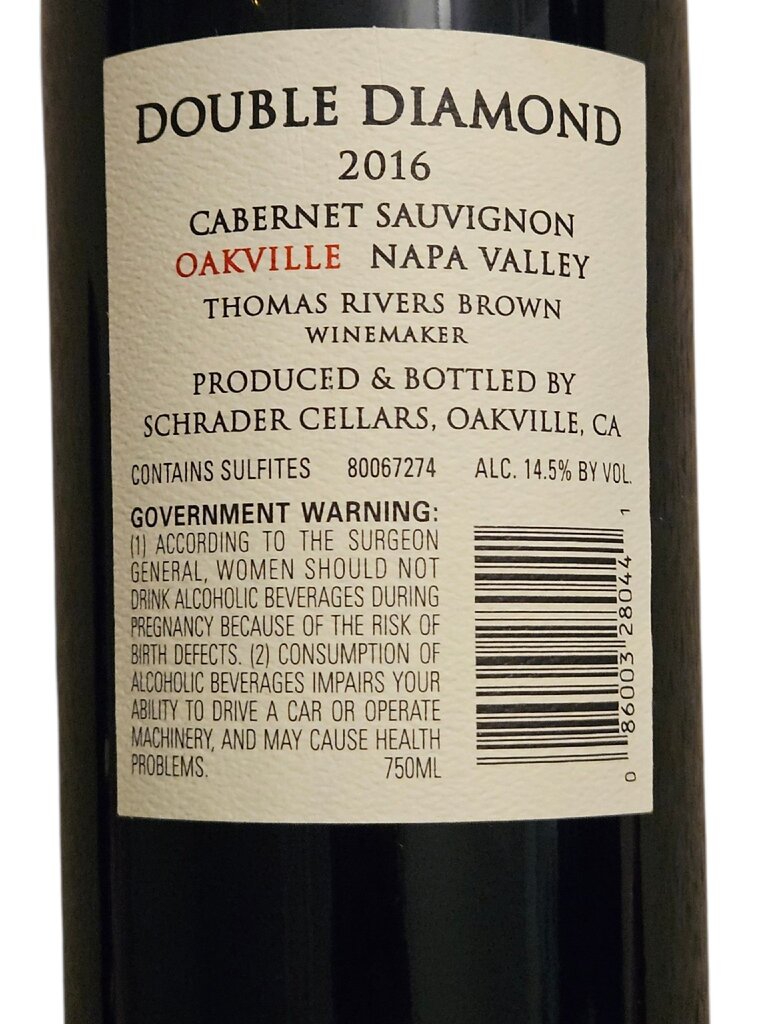 DOUBLE DIAMOND
2016
CABERNET SAUVIGNON
OAKVILLE NAPA VALLEY
THOMAS RIVERS BROWN
WINEMAKER
PRODUCED & BOTTLED BY
SCHRADER CELLARS, OAKVILLE, CA
CONTAINS SULFITES 80067274 ALC. 14.5% BY VOL.
GOVERNMENT WARNING:
(1) ACCORDING TO THE SURGEON
GENERAL, WOMEN SHOULD NOT
DRINK ALCOHOLIC BEVERAGES DURING
PREGNANCY BECAUSE OF THE RISK OF
BIRTH DEFECTS. (2) CONSUMPTION OF
ALCOHOLIC BEVERAGES IMPAIRS YOUR
ABILITY TO DRIVE A CAR OR OPERATE
MACHINERY, AND MAY CAUSE HEALTH
PROBLEMS. 750ML
0 86003 28044 1